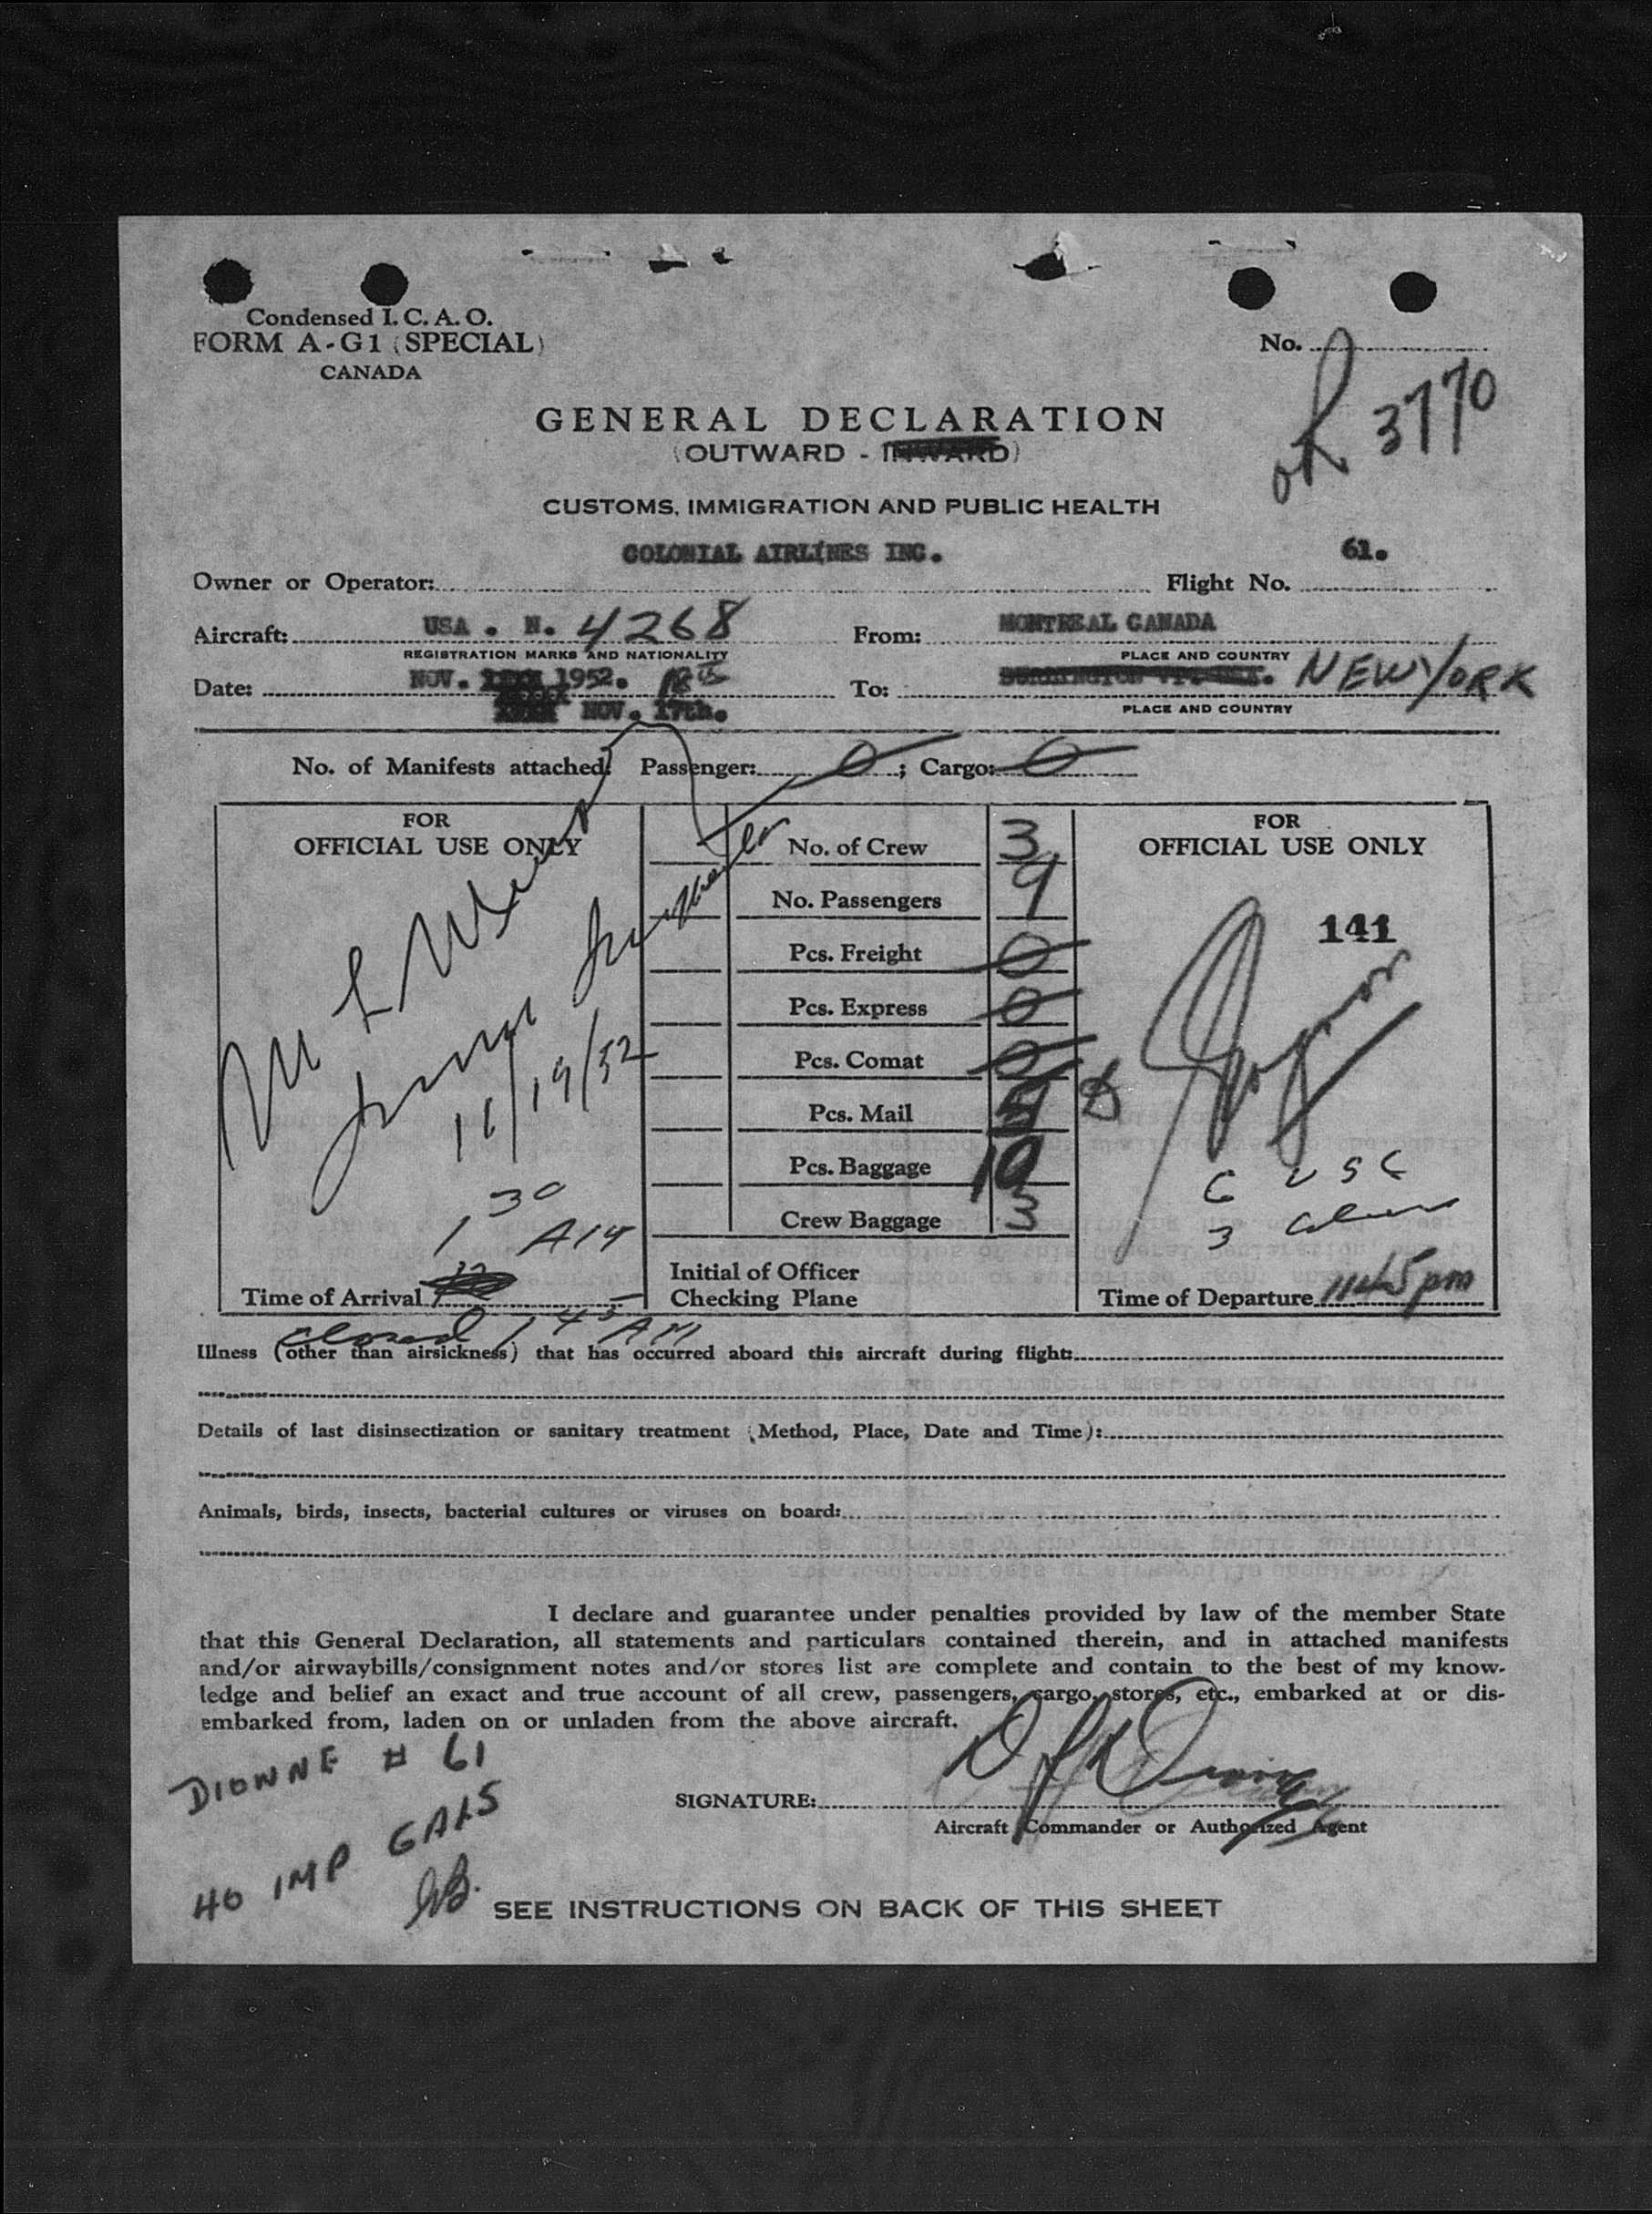 Condensed I. C. A. O.
FORM A-G1 (SPECIAL)
CANADA
No.
OK 3770
GENERAL DECLARATION
(OUTWARD - INWARD)
CUSTOMS, IMMIGRATION AND PUBLIC HEALTH
COLONIAL AIRLINES INC. 61.
Owner or Operator: Flight No.
Aircraft: USA . N. 4268 From: MONTREAL CANADA
REGISTRATION MARKS AND NATIONALITY PLACE AND COUNTRY
Date: NOV. 1952. 18th To: NEW YORK
NOV. 17th. PLACE AND COUNTRY
No. of Manifests attached: Passenger: 0 ; Cargo: 0
FOR
OFFICIAL USE ONLY
11/19/52
1 30 AM
Time of Arrival
closed 1 45 AM
No. of Crew 3
No. Passengers 9
Pcs. Freight 0
Pcs. Express 0
Pcs. Comat 0
Pcs. Mail
Pcs. Baggage 10
Crew Baggage 3
Initial of Officer
Checking Plane
FOR
OFFICIAL USE ONLY
141
6 USC
3 Aliens
Time of Departure 1145 pm
Illness (other than airsickness) that has occurred aboard this aircraft during flight:
Details of last disinsectization or sanitary treatment (Method, Place, Date and Time):
Animals, birds, insects, bacterial cultures or viruses on board:
I declare and guarantee under penalties provided by law of the member State
that this General Declaration, all statements and particulars contained therein, and in attached manifests
and/or airwaybills/consignment notes and/or stores list are complete and contain to the best of my know-
ledge and belief an exact and true account of all crew, passengers, cargo, stores, etc., embarked at or dis-
embarked from, laden on or unladen from the above aircraft.
DIONNE # 61
40 IMP GALS
SIGNATURE:
Aircraft Commander or Authorized Agent
SEE INSTRUCTIONS ON BACK OF THIS SHEET